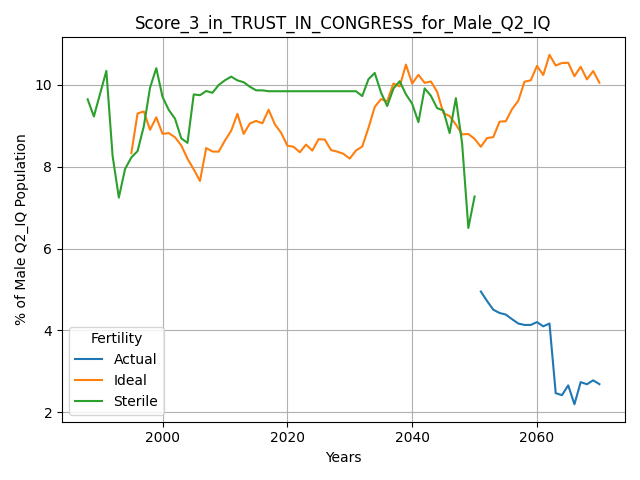 Score_3_in_TRUST_IN_CONGRESS_for_Male_Q2_IQ
% of Male Q2_IQ Population
10
8
6
4
2
Fertility
Actual
Ideal
Sterile
2000
2020
2040
2060
Years